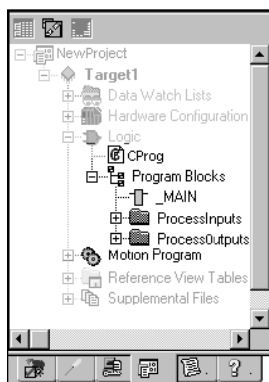 NewProject
Target1
Data Watch Lists
Hardware Configuration
Logic
CProg
Program Blocks
_MAIN
ProcessInputs
ProcessOutputs
Motion Program
Reference View Tables
Supplemental Files